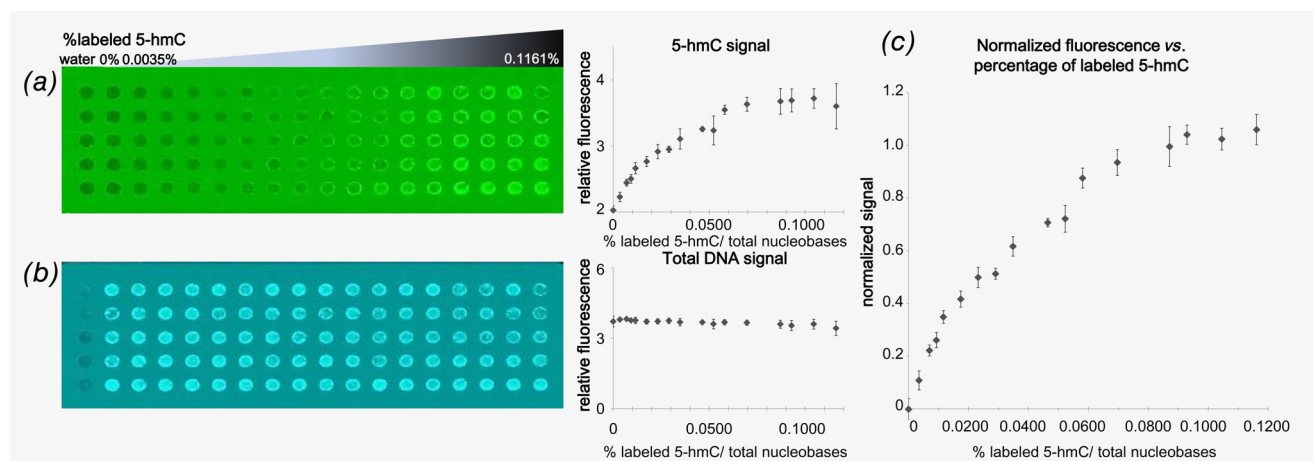 %labeled 5-hmC
water 0% 0.0035%
0.1161%
(a)
5-hmC signal
relative fluorescence
4
3
2
0
0.0500
0.1000
% labeled 5-hmC/ total nucleobases
(b)
Total DNA signal
relative fluorescence
6
3
0
0
0.0500
0.1000
% labeled 5-hmC/ total nucleobases
(c)
Normalized fluorescence vs.
percentage of labeled 5-hmC
normalized signal
1.2
1.0
0.8
0.6
0.4
0.2
0
0
0.0200
0.0400
0.0600
0.0800
0.1000
0.1200
% labeled 5-hmC/ total nucleobases